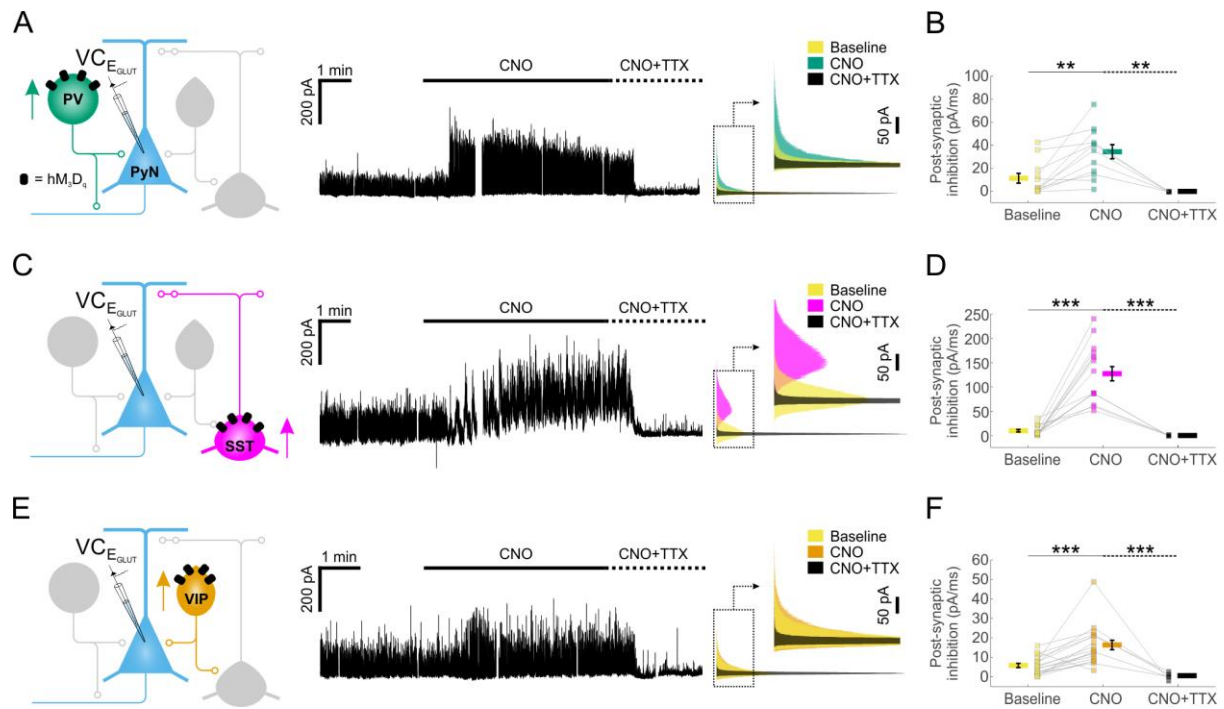 A
VC E_GLUT
PV
PyN
= hM₃Dq
1 min
200 pA
CNO
CNO+TTX
Baseline
CNO
CNO+TTX
50 pA
B
** **
Post-synaptic
inhibition (pA/ms)
100
80
60
40
20
0
Baseline CNO CNO+TTX
C
VC E_GLUT
SST
1 min
200 pA
CNO
CNO+TTX
Baseline
CNO
CNO+TTX
50 pA
D
*** ***
Post-synaptic
inhibition (pA/ms)
250
200
150
100
50
0
Baseline CNO CNO+TTX
E
VC E_GLUT
VIP
1 min
200 pA
CNO
CNO+TTX
Baseline
CNO
CNO+TTX
50 pA
F
*** ***
Post-synaptic
inhibition (pA/ms)
60
50
40
30
20
10
0
Baseline CNO CNO+TTX